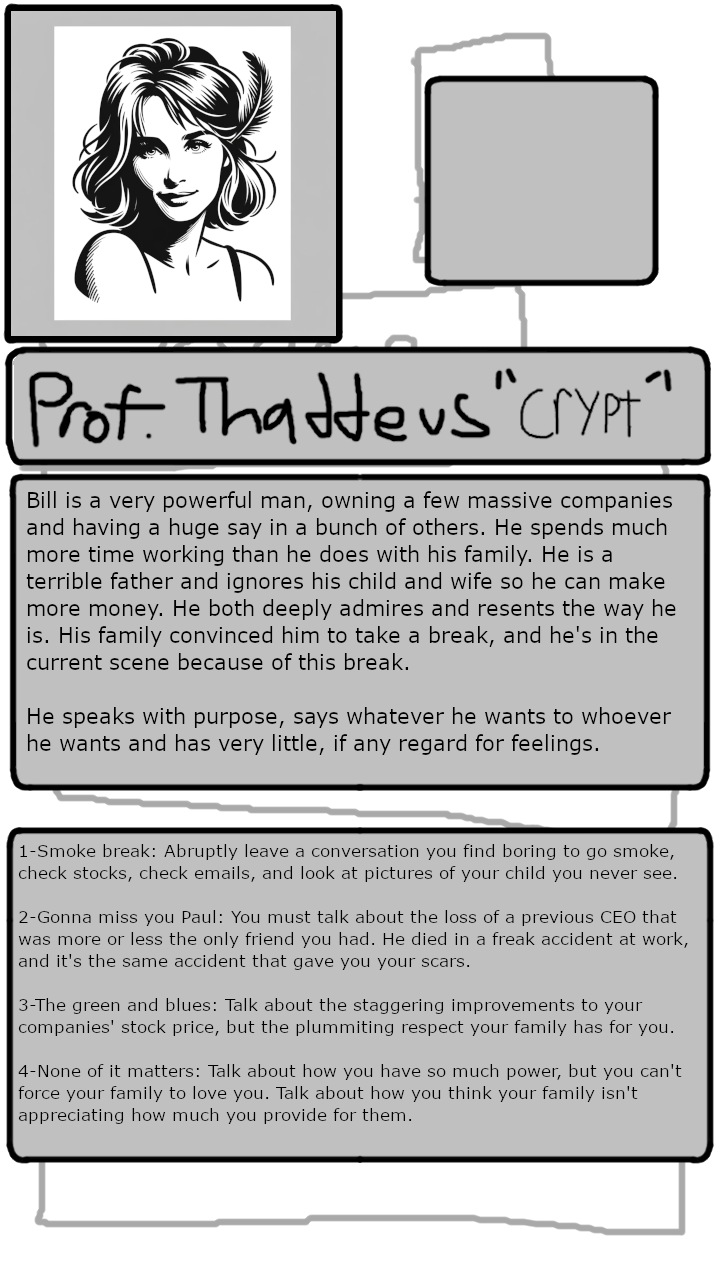 Prof. Thaddeus "Crypt"
Bill is a very powerful man, owning a few massive companies
and having a huge say in a bunch of others. He spends much
more time working than he does with his family. He is a
terrible father and ignores his child and wife so he can make
more money. He both deeply admires and resents the way he
is. His family convinced him to take a break, and he's in the
current scene because of this break.
He speaks with purpose, says whatever he wants to whoever
he wants and has very little, if any regard for feelings.
1-Smoke break: Abruptly leave a conversation you find boring to go smoke,
check stocks, check emails, and look at pictures of your child you never see.
2-Gonna miss you Paul: You must talk about the loss of a previous CEO that
was more or less the only friend you had. He died in a freak accident at work,
and it's the same accident that gave you your scars.
3-The green and blues: Talk about the staggering improvements to your
companies' stock price, but the plummiting respect your family has for you.
4-None of it matters: Talk about how you have so much power, but you can't
force your family to love you. Talk about how you think your family isn't
appreciating how much you provide for them.